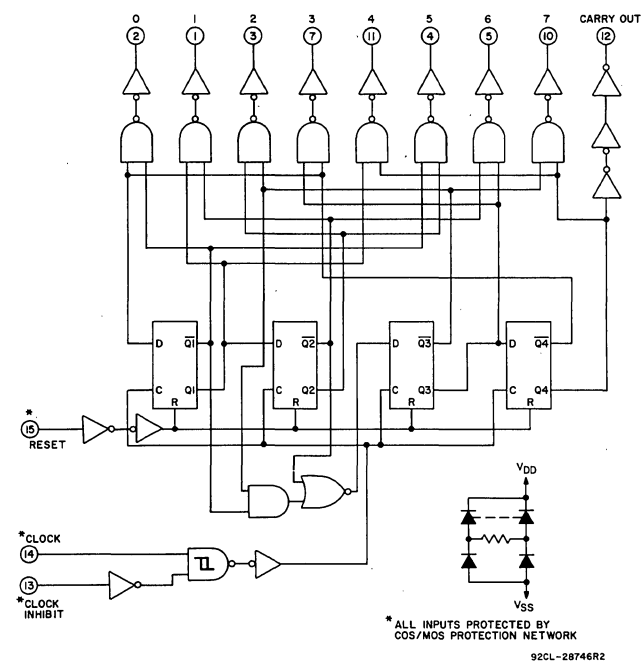 0 1 2 3 4 5 6 7 CARRY OUT
2 1 3 7 11 4 5 10 12
D Q1 D Q2 D Q3 D Q4
C Q1 C Q2 C Q3 C Q4
R R R R
*
15
RESET
*CLOCK
14
13
*CLOCK
INHIBIT
VDD
VSS
* ALL INPUTS PROTECTED BY
COS/MOS PROTECTION NETWORK
92CL-28746R2